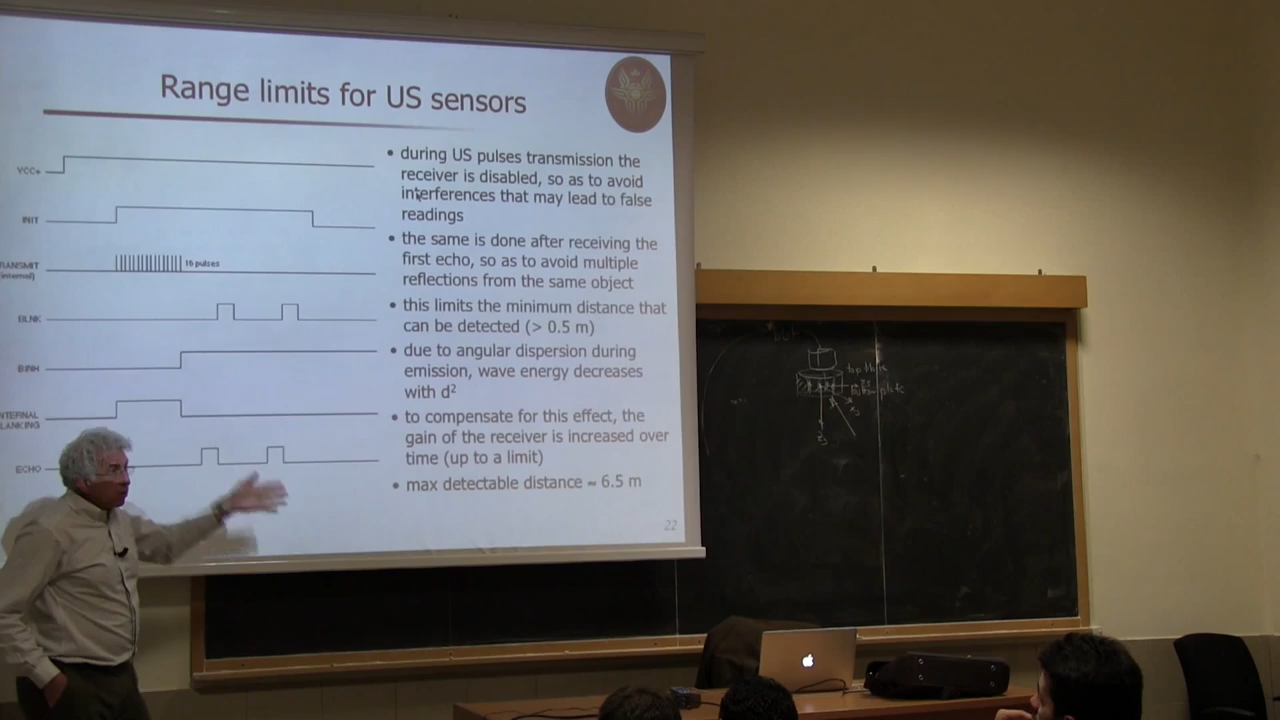 Range limits for US sensors
VCC+
INIT
RANSMIT
internal)
16 pulses
BLNK
BINH
NTERNAL
LANKING
ECHO
• during US pulses transmission the
receiver is disabled, so as to avoid
interferences that may lead to false
readings
• the same is done after receiving the
first echo, so as to avoid multiple
reflections from the same object
• this limits the minimum distance that
can be detected (> 0.5 m)
• due to angular dispersion during
emission, wave energy decreases
with d²
• to compensate for this effect, the
gain of the receiver is increased over
time (up to a limit)
• max detectable distance ≈ 6.5 m
22